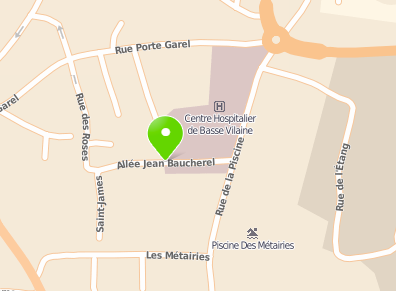 Rue Porte Garel
Garel
Rue des Roses
H
Centre Hospitalier
de Basse Vilaine
Allée Jean Baucherel
Saint-James
Rue de la Piscine
Rue de l'Étang
Piscine Des Métairies
Les Métairies